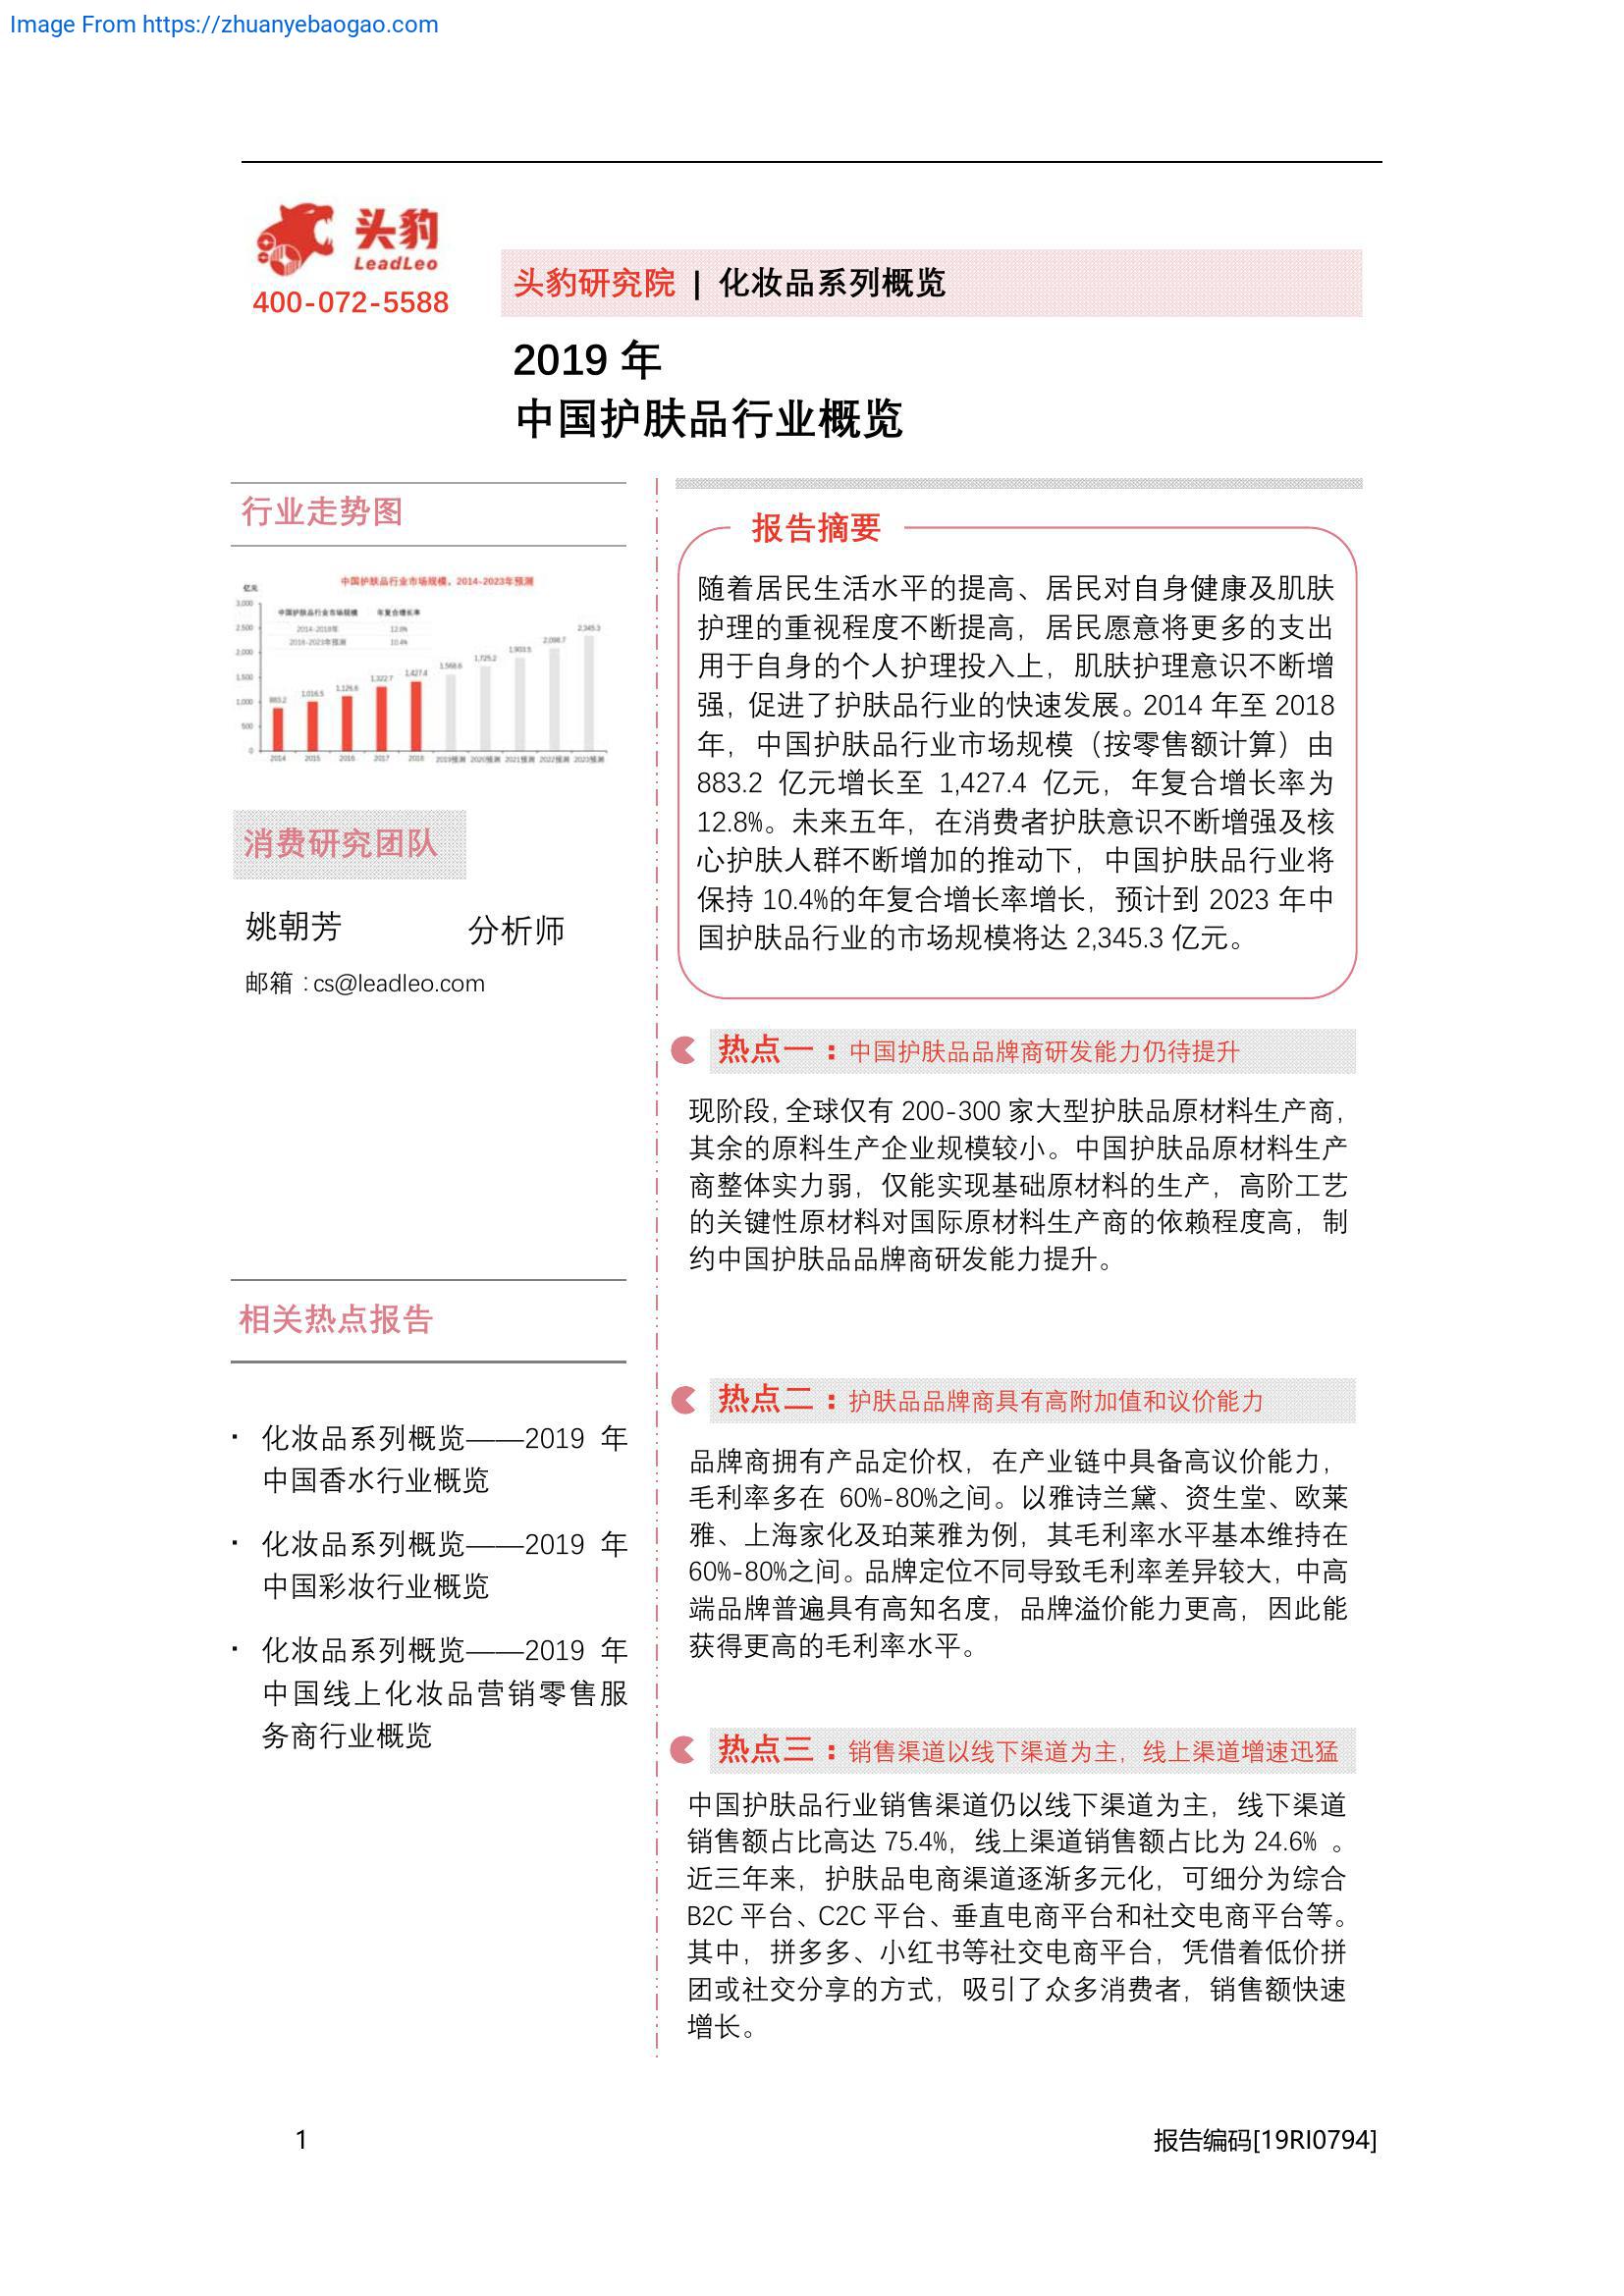 Image From https://zhuanyebaogao.com
头豹
LeadLeo
400-072-5588
头豹研究院 | 化妆品系列概览
2019 年
中国护肤品行业概览
行业走势图
中国护肤品行业市场规模，2014-2023年预测
亿元
中国护肤品行业市场规模 年复合增长率
2014-2018年 12.8%
2018-2023年预测 10.4%
3,000
2,500
2,000
1,500
1,000
500
0
883.2
1,016.5
1,126.6
1,322.7
1,427.4
1,568.6
1,725.2
1,903.5
2,098.7
2,345.3
2014 2015 2016 2017 2018 2019预测 2020预测 2021预测 2022预测 2023预测
消费研究团队
姚朝芳 分析师
邮箱：cs@leadleo.com
相关热点报告
· 化妆品系列概览——2019 年
中国香水行业概览
· 化妆品系列概览——2019 年
中国彩妆行业概览
· 化妆品系列概览——2019 年
中国线上化妆品营销零售服
务商行业概览
报告摘要
随着居民生活水平的提高、居民对自身健康及肌肤
护理的重视程度不断提高，居民愿意将更多的支出
用于自身的个人护理投入上，肌肤护理意识不断增
强，促进了护肤品行业的快速发展。2014 年至 2018
年，中国护肤品行业市场规模（按零售额计算）由
883.2 亿元增长至 1,427.4 亿元，年复合增长率为
12.8%。未来五年，在消费者护肤意识不断增强及核
心护肤人群不断增加的推动下，中国护肤品行业将
保持 10.4%的年复合增长率增长，预计到 2023 年中
国护肤品行业的市场规模将达 2,345.3 亿元。
热点一：中国护肤品品牌商研发能力仍待提升
现阶段，全球仅有 200-300 家大型护肤品原材料生产商，
其余的原料生产企业规模较小。中国护肤品原材料生产
商整体实力弱，仅能实现基础原材料的生产，高阶工艺
的关键性原材料对国际原材料生产商的依赖程度高，制
约中国护肤品品牌商研发能力提升。
热点二：护肤品品牌商具有高附加值和议价能力
品牌商拥有产品定价权，在产业链中具备高议价能力，
毛利率多在 60%-80%之间。以雅诗兰黛、资生堂、欧莱
雅、上海家化及珀莱雅为例，其毛利率水平基本维持在
60%-80%之间。品牌定位不同导致毛利率差异较大，中高
端品牌普遍具有高知名度，品牌溢价能力更高，因此能
获得更高的毛利率水平。
热点三：销售渠道以线下渠道为主，线上渠道增速迅猛
中国护肤品行业销售渠道仍以线下渠道为主，线下渠道
销售额占比高达 75.4%，线上渠道销售额占比为 24.6% 。
近三年来，护肤品电商渠道逐渐多元化，可细分为综合
B2C 平台、C2C 平台、垂直电商平台和社交电商平台等。
其中，拼多多、小红书等社交电商平台，凭借着低价拼
团或社交分享的方式，吸引了众多消费者，销售额快速
增长。
1
报告编码[19RI0794]